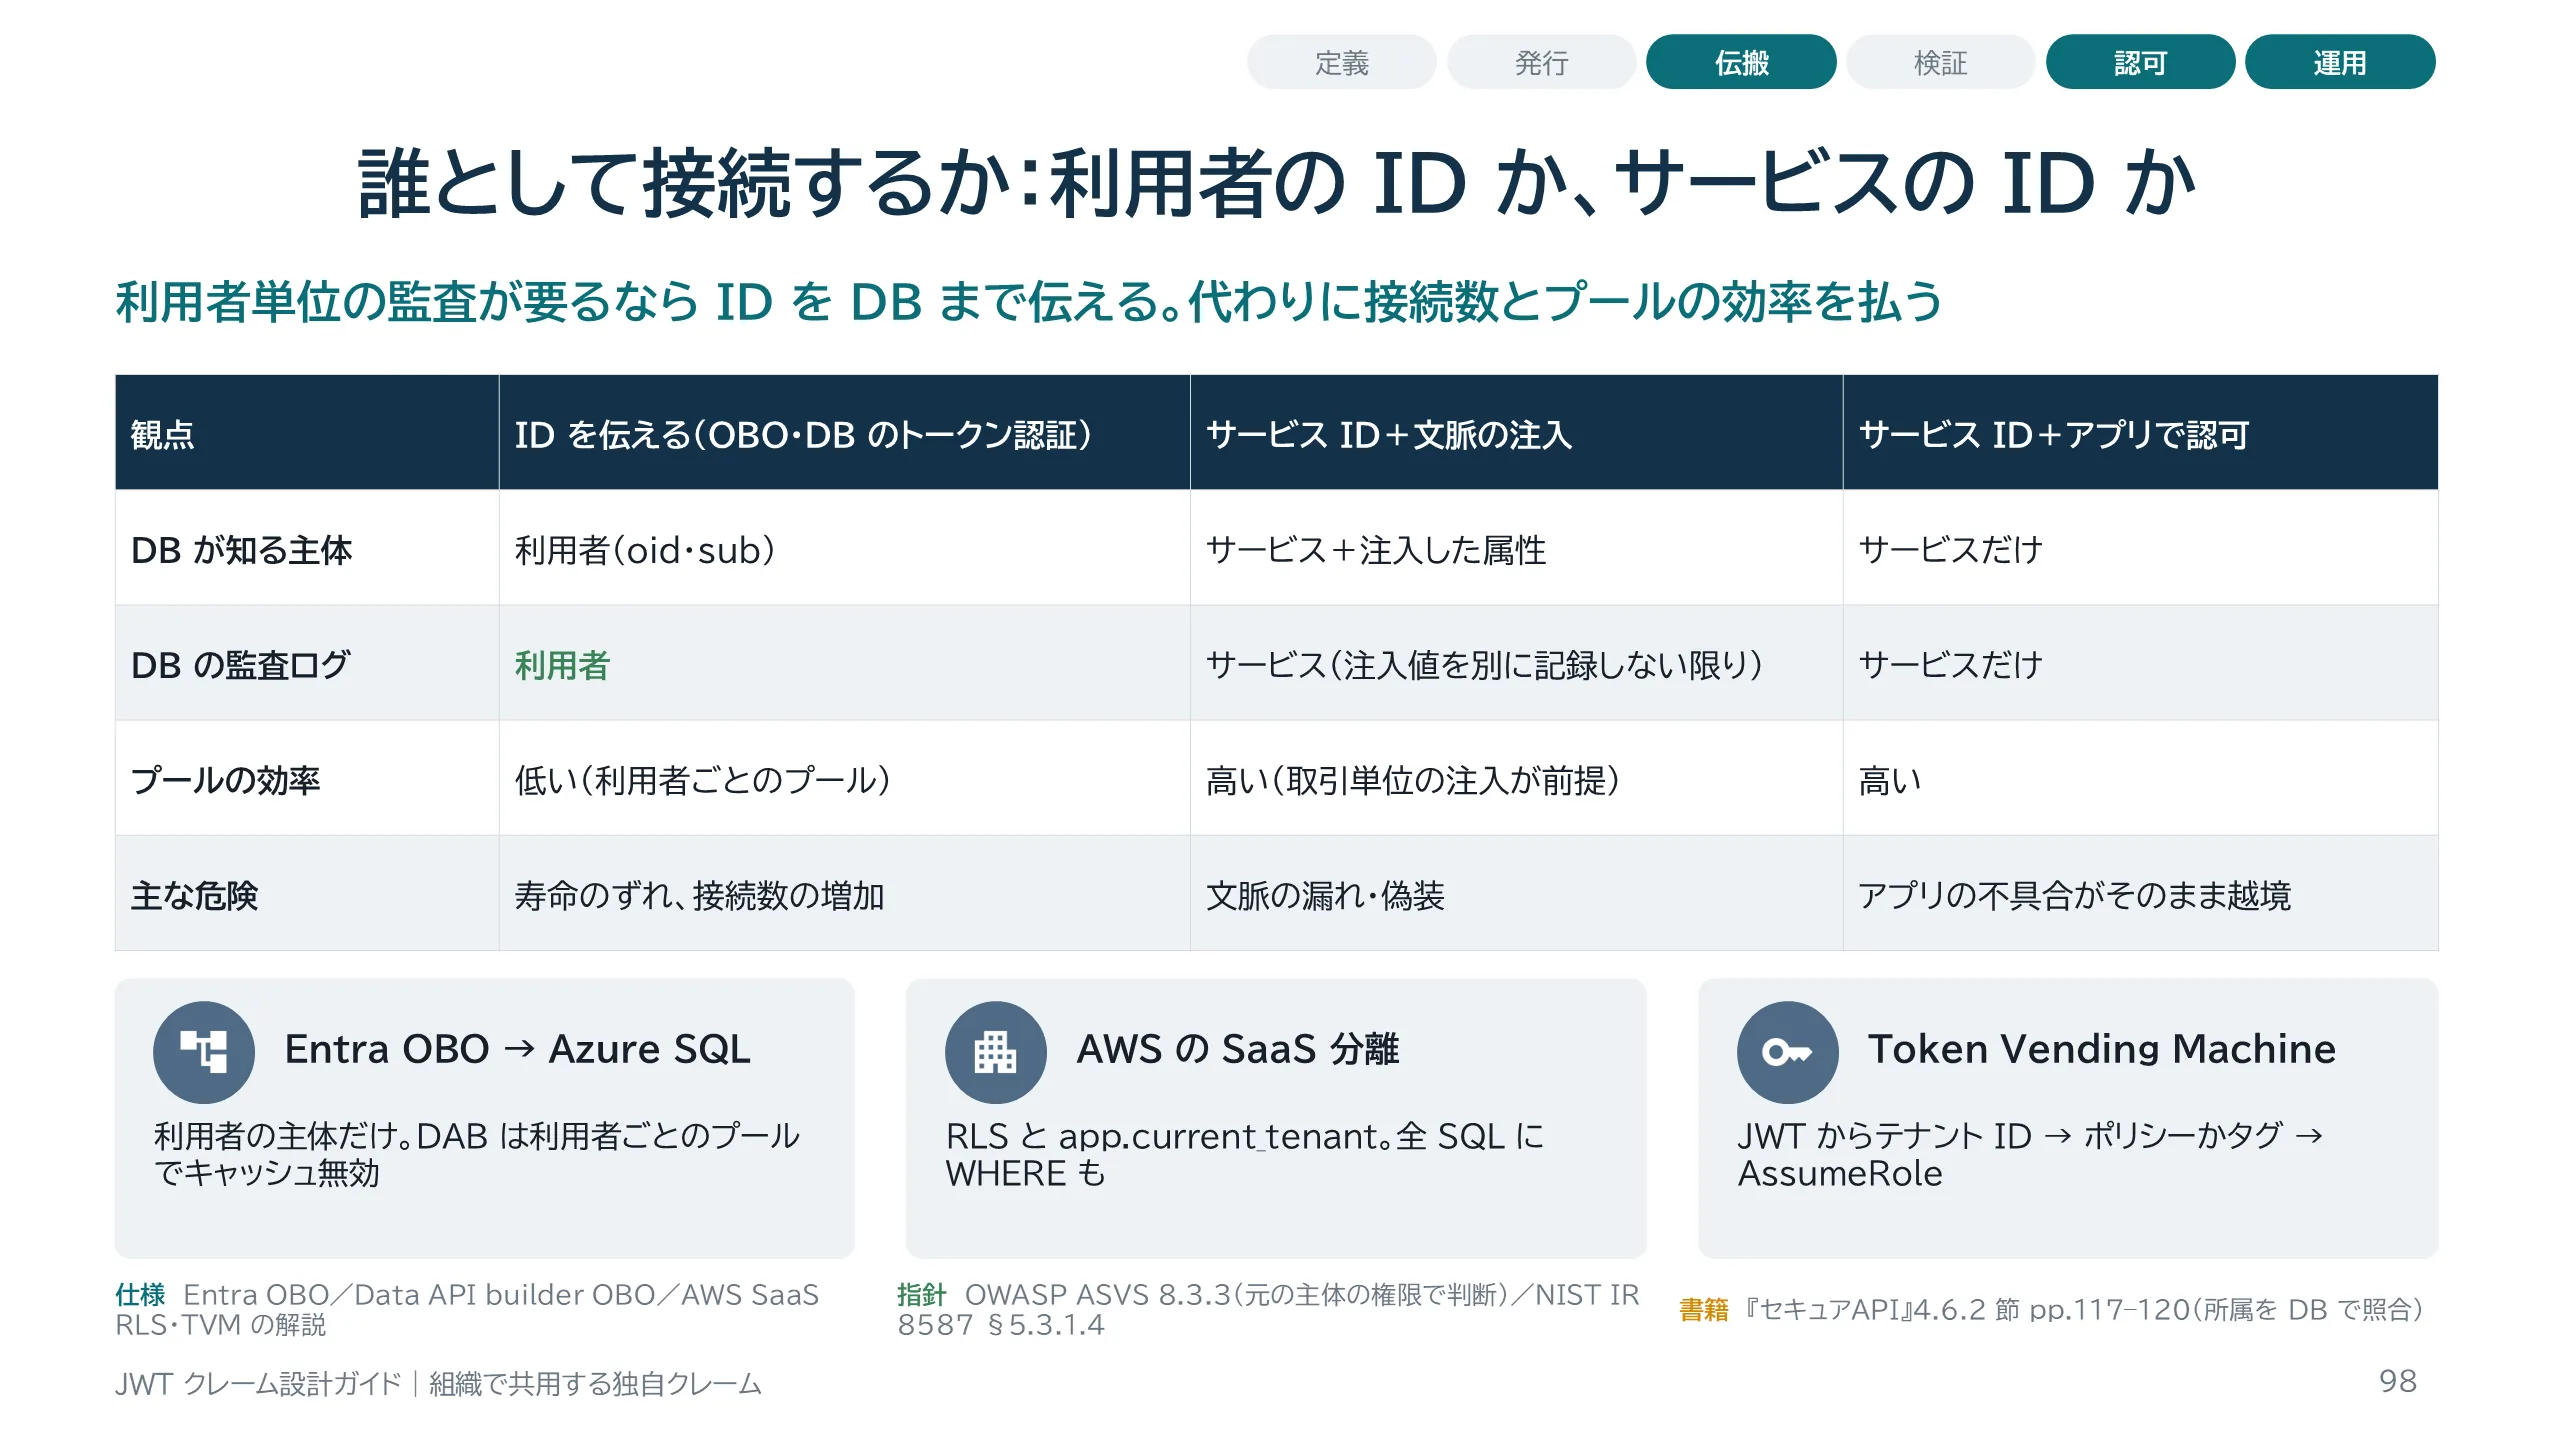 定義
発行
伝搬
検証
認可
運用
誰として接続するか：利用者の ID か、サービスの ID か
利用者単位の監査が要るなら ID を DB まで伝える。代わりに接続数とプールの効率を払う
観点
ID を伝える（OBO・DB のトークン認証）
サービス ID＋文脈の注入
サービス ID＋アプリで認可
DB が知る主体
利用者（oid・sub）
サービス＋注入した属性
サービスだけ
DB の監査ログ
利用者
サービス（注入値を別に記録しない限り）
サービスだけ
プールの効率
低い（利用者ごとのプール）
高い（取引単位の注入が前提）
高い
主な危険
寿命のずれ、接続数の増加
文脈の漏れ・偽装
アプリの不具合がそのまま越境
Entra OBO → Azure SQL
利用者の主体だけ。DAB は利用者ごとのプール
でキャッシュ無効
AWS の SaaS 分離
RLS と app.current_tenant。全 SQL に
WHERE も
Token Vending Machine
JWT からテナント ID → ポリシーかタグ →
AssumeRole
仕様 Entra OBO／Data API builder OBO／AWS SaaS
RLS・TVM の解説
指針 OWASP ASVS 8.3.3（元の主体の権限で判断）／NIST IR
8587 §5.3.1.4
書籍 『セキュアAPI』4.6.2 節 pp.117–120（所属を DB で照合）
JWT クレーム設計ガイド｜組織で共用する独自クレーム
98